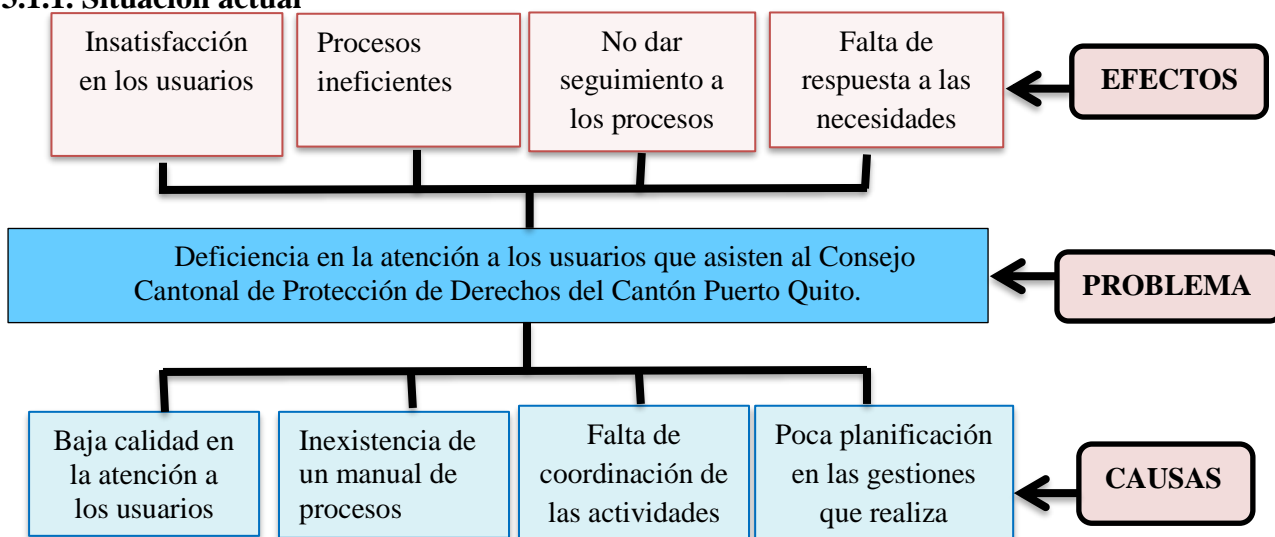 3.1.1. Situación actual
Insatisfacción
en los usuarios
Procesos
ineficientes
No dar
seguimiento a
los procesos
Falta de
respuesta a las
necesidades
EFECTOS
Deficiencia en la atención a los usuarios que asisten al Consejo
Cantonal de Protección de Derechos del Cantón Puerto Quito.
PROBLEMA
Baja calidad en
la atención a
los usuarios
Inexistencia de
un manual de
procesos
Falta de
coordinación de
las actividades
Poca planificación
en las gestiones
que realiza
CAUSAS